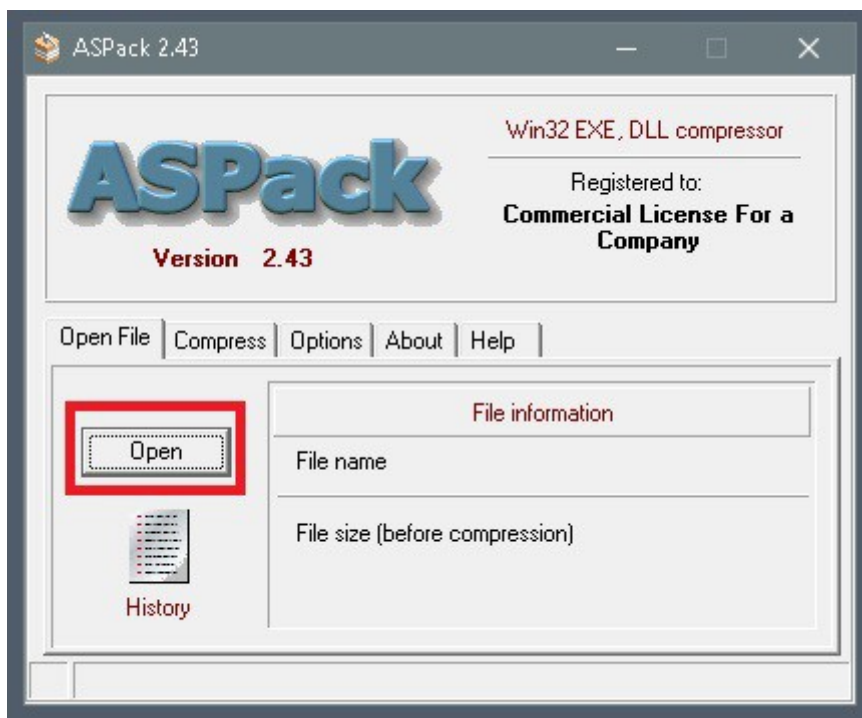 ASPack 2.43
ASPack
Version 2.43
Win32 EXE, DLL compressor
Registered to:
Commercial License For a
Company
Open File Compress Options About Help
Open
History
File information
File name
File size (before compression)